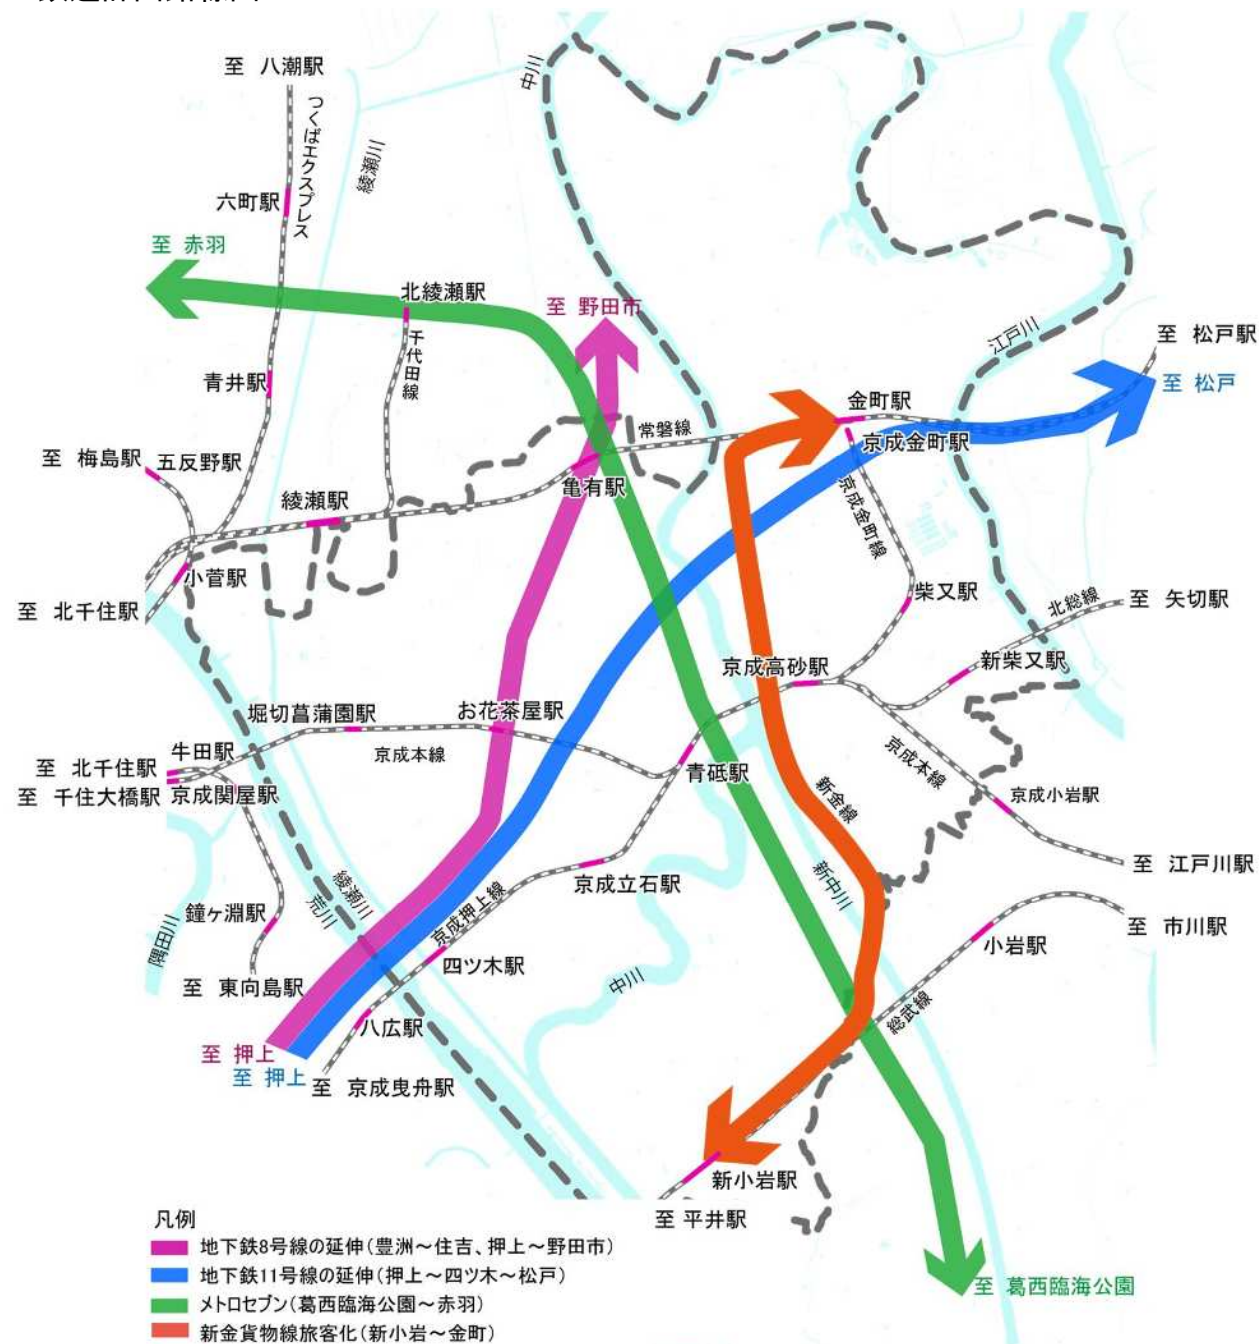 至 八潮駅
つくばエクスプレス
綾瀬川
中川
六町駅
至 赤羽
北綾瀬駅
至 野田市
千代田線
江戸川
至 松戸駅
至 松戸
青井駅
金町駅
常磐線
京成金町駅
至 梅島駅
五反野駅
綾瀬駅
亀有駅
京成金町線
小菅駅
至 北千住駅
柴又駅
北総線
至 矢切駅
新柴又駅
京成高砂駅
堀切菖蒲園駅
お花茶屋駅
京成本線
牛田駅
至 北千住駅
至 千住大橋駅
京成関屋駅
青砥駅
京成本線
京成小岩駅
新金線
至 江戸川駅
綾瀬川
荒川
京成立石駅
新中川
鐘ヶ淵駅
京成押上線
隅田川
四ツ木駅
中川
小岩駅
至 市川駅
至 東向島駅
八広駅
総武線
至 押上
至 押上
至 京成曳舟駅
新小岩駅
至 平井駅
至 葛西臨海公園
凡例
地下鉄8号線の延伸(豊洲～住吉、押上～野田市)
地下鉄11号線の延伸(押上～四ツ木～松戸)
メトロセブン(葛西臨海公園～赤羽)
新金貨物線旅客化(新小岩～金町)